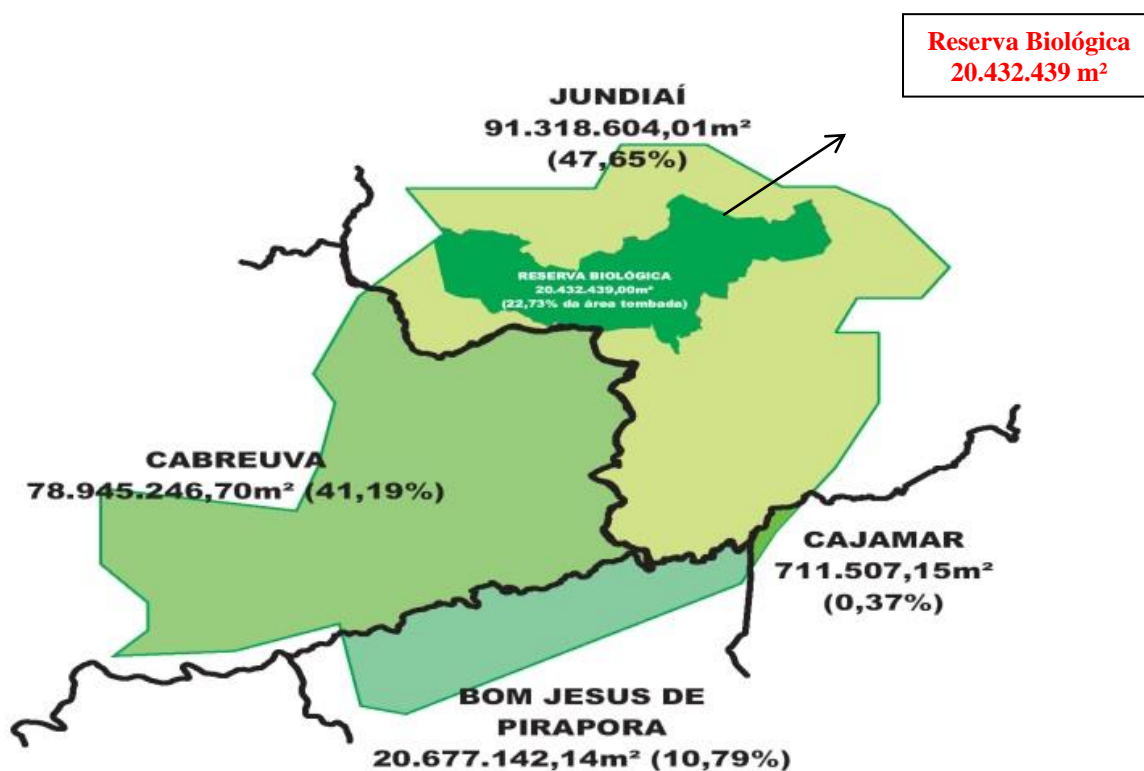 Reserva Biológica
20.432.439 m²
JUNDIAÍ
91.318.604,01m²
(47,65%)
RESERVA BIOLÓGICA
20.432.439,00m²
(22,73% da área tombada)
CABREUVA
78.945.246,70m² (41,19%)
CAJAMAR
711.507,15m²
(0,37%)
BOM JESUS DE
PIRAPORA
20.677.142,14m² (10,79%)